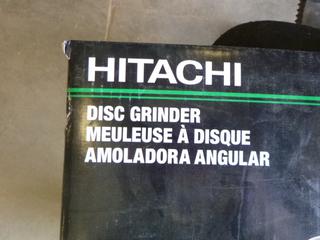 HITACHI
DISC GRINDER
MEULEUSE À DISQUE
AMOLADORA ANGULAR